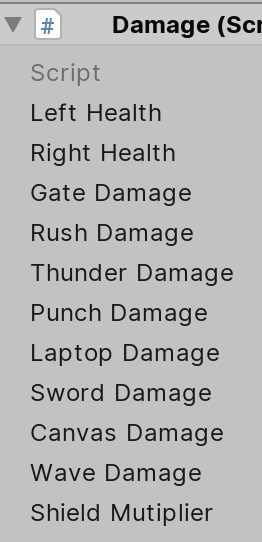 # Damage (Scr
Script
Left Health
Right Health
Gate Damage
Rush Damage
Thunder Damage
Punch Damage
Laptop Damage
Sword Damage
Canvas Damage
Wave Damage
Shield Mutiplier